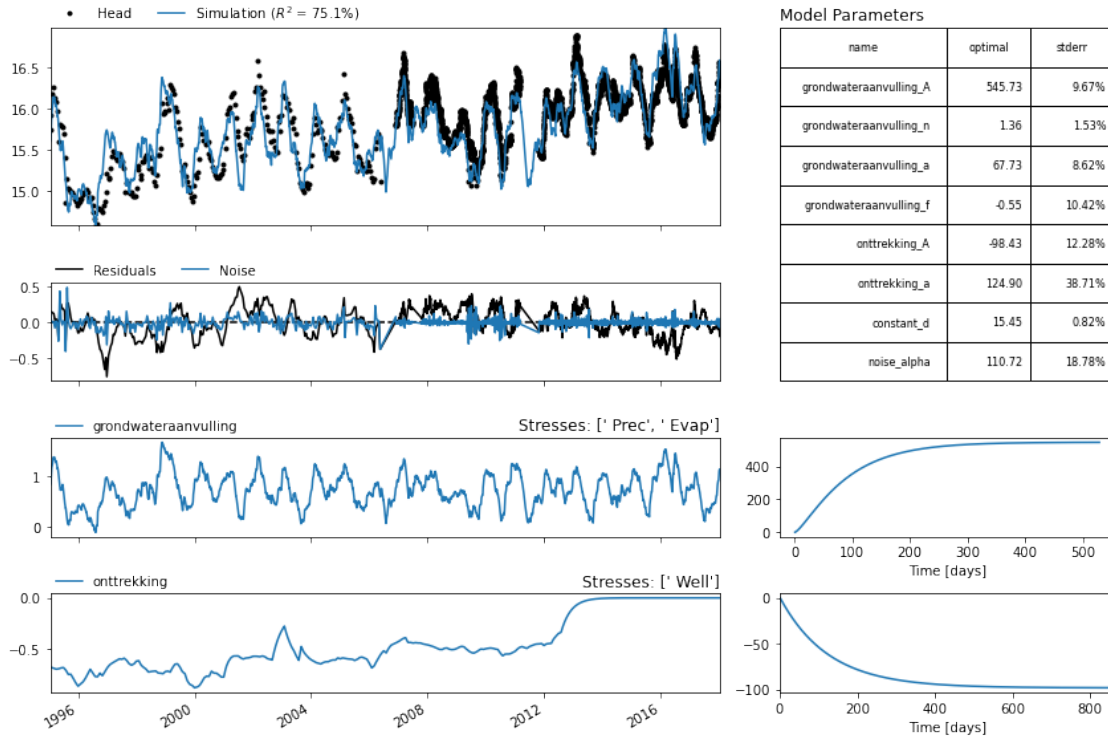 Head Simulation (R² = 75.1%)
16.5
16.0
15.5
15.0
Residuals Noise
0.5
0.0
−0.5
grondwateraanvulling Stresses: [' Prec', ' Evap']
1
0
onttrekking Stresses: [' Well']
0.0
−0.5
1996 2000 2004 2008 2012 2016
Model Parameters
name optimal stderr
grondwateraanvulling_A 545.73 9.67%
grondwateraanvulling_n 1.36 1.53%
grondwateraanvulling_a 67.73 8.62%
grondwateraanvulling_f -0.55 10.42%
onttrekking_A -98.43 12.28%
onttrekking_a 124.90 38.71%
constant_d 15.45 0.82%
noise_alpha 110.72 18.78%
400
200
0
0 100 200 300 400 500
Time [days]
0
−50
−100
0 200 400 600 800
Time [days]